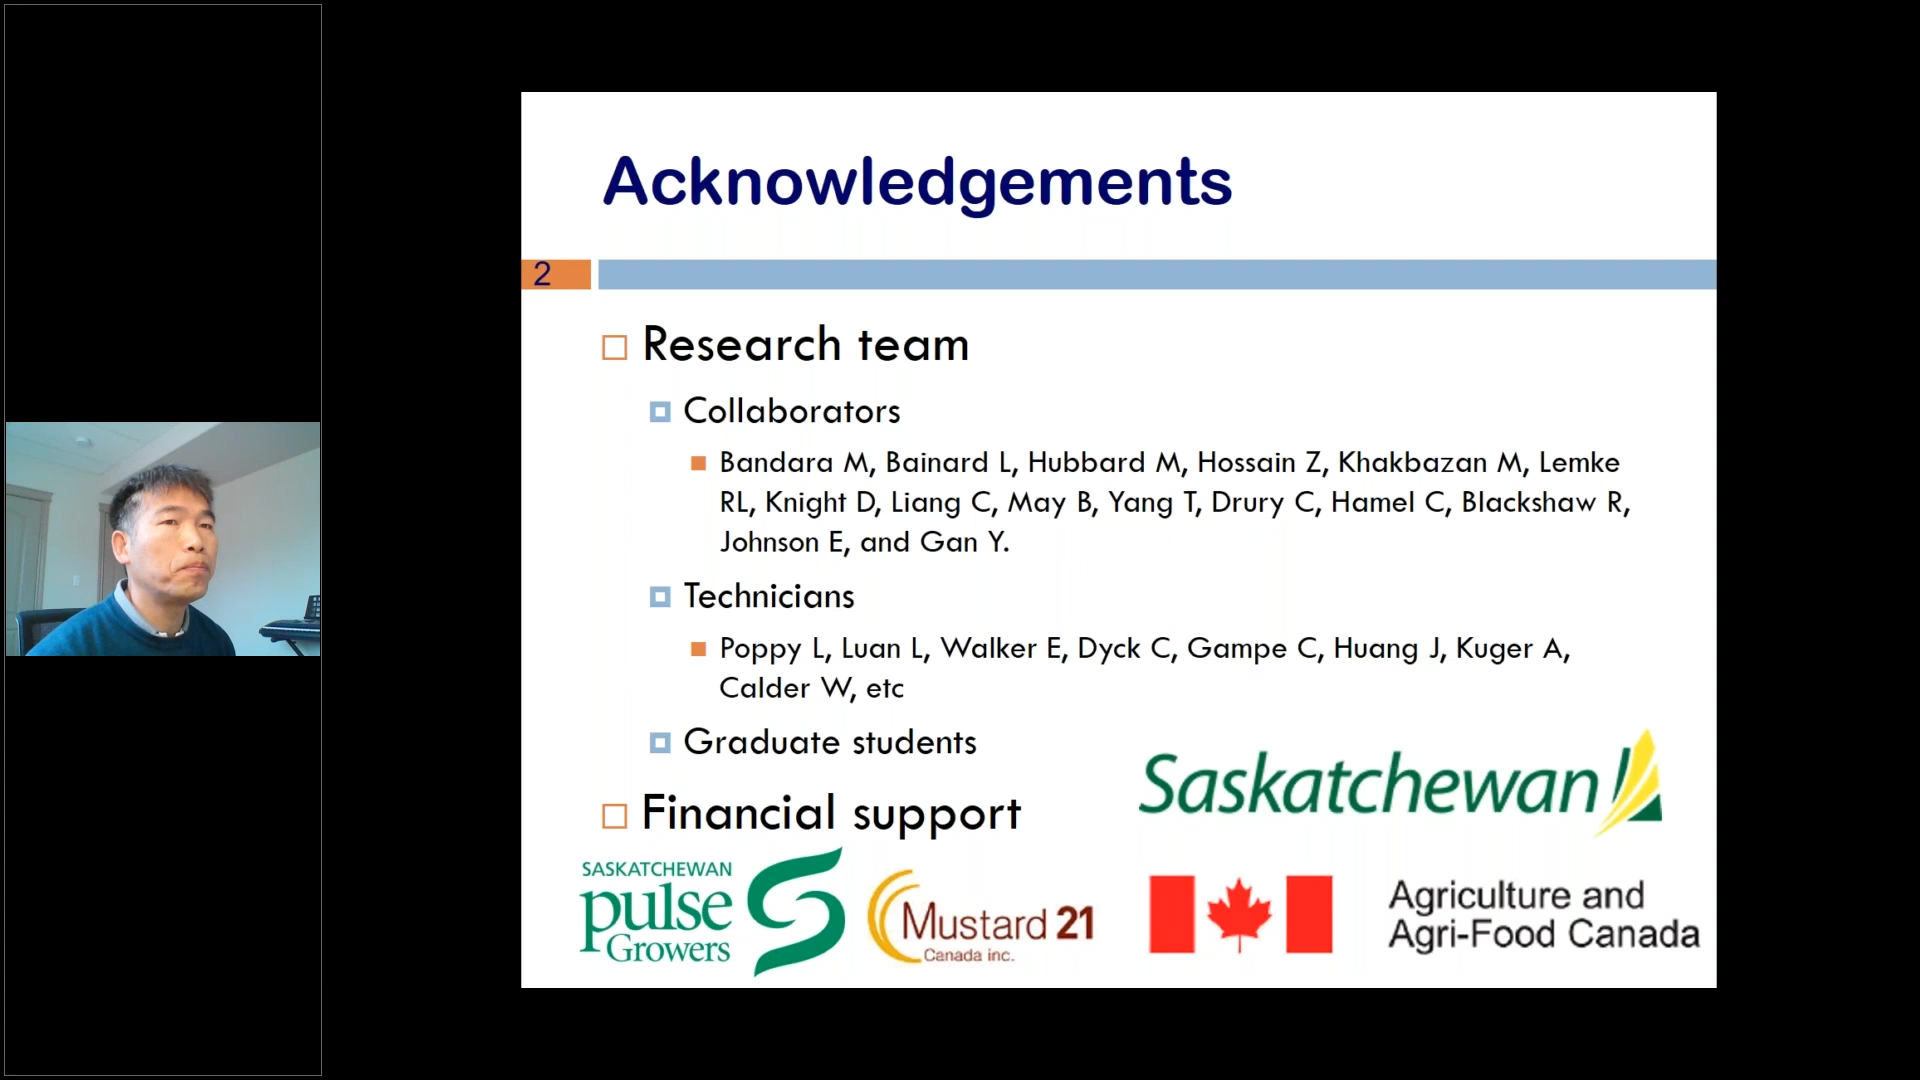 Acknowledgements
2
Research team
Collaborators
Bandara M, Bainard L, Hubbard M, Hossain Z, Khakbazan M, Lemke
RL, Knight D, Liang C, May B, Yang T, Drury C, Hamel C, Blackshaw R,
Johnson E, and Gan Y.
Technicians
Poppy L, Luan L, Walker E, Dyck C, Gampe C, Huang J, Kuger A,
Calder W, etc
Graduate students
Financial support
Saskatchewan
SASKATCHEWAN
pulse
Growers
Mustard 21
Canada inc.
Agriculture and
Agri-Food Canada